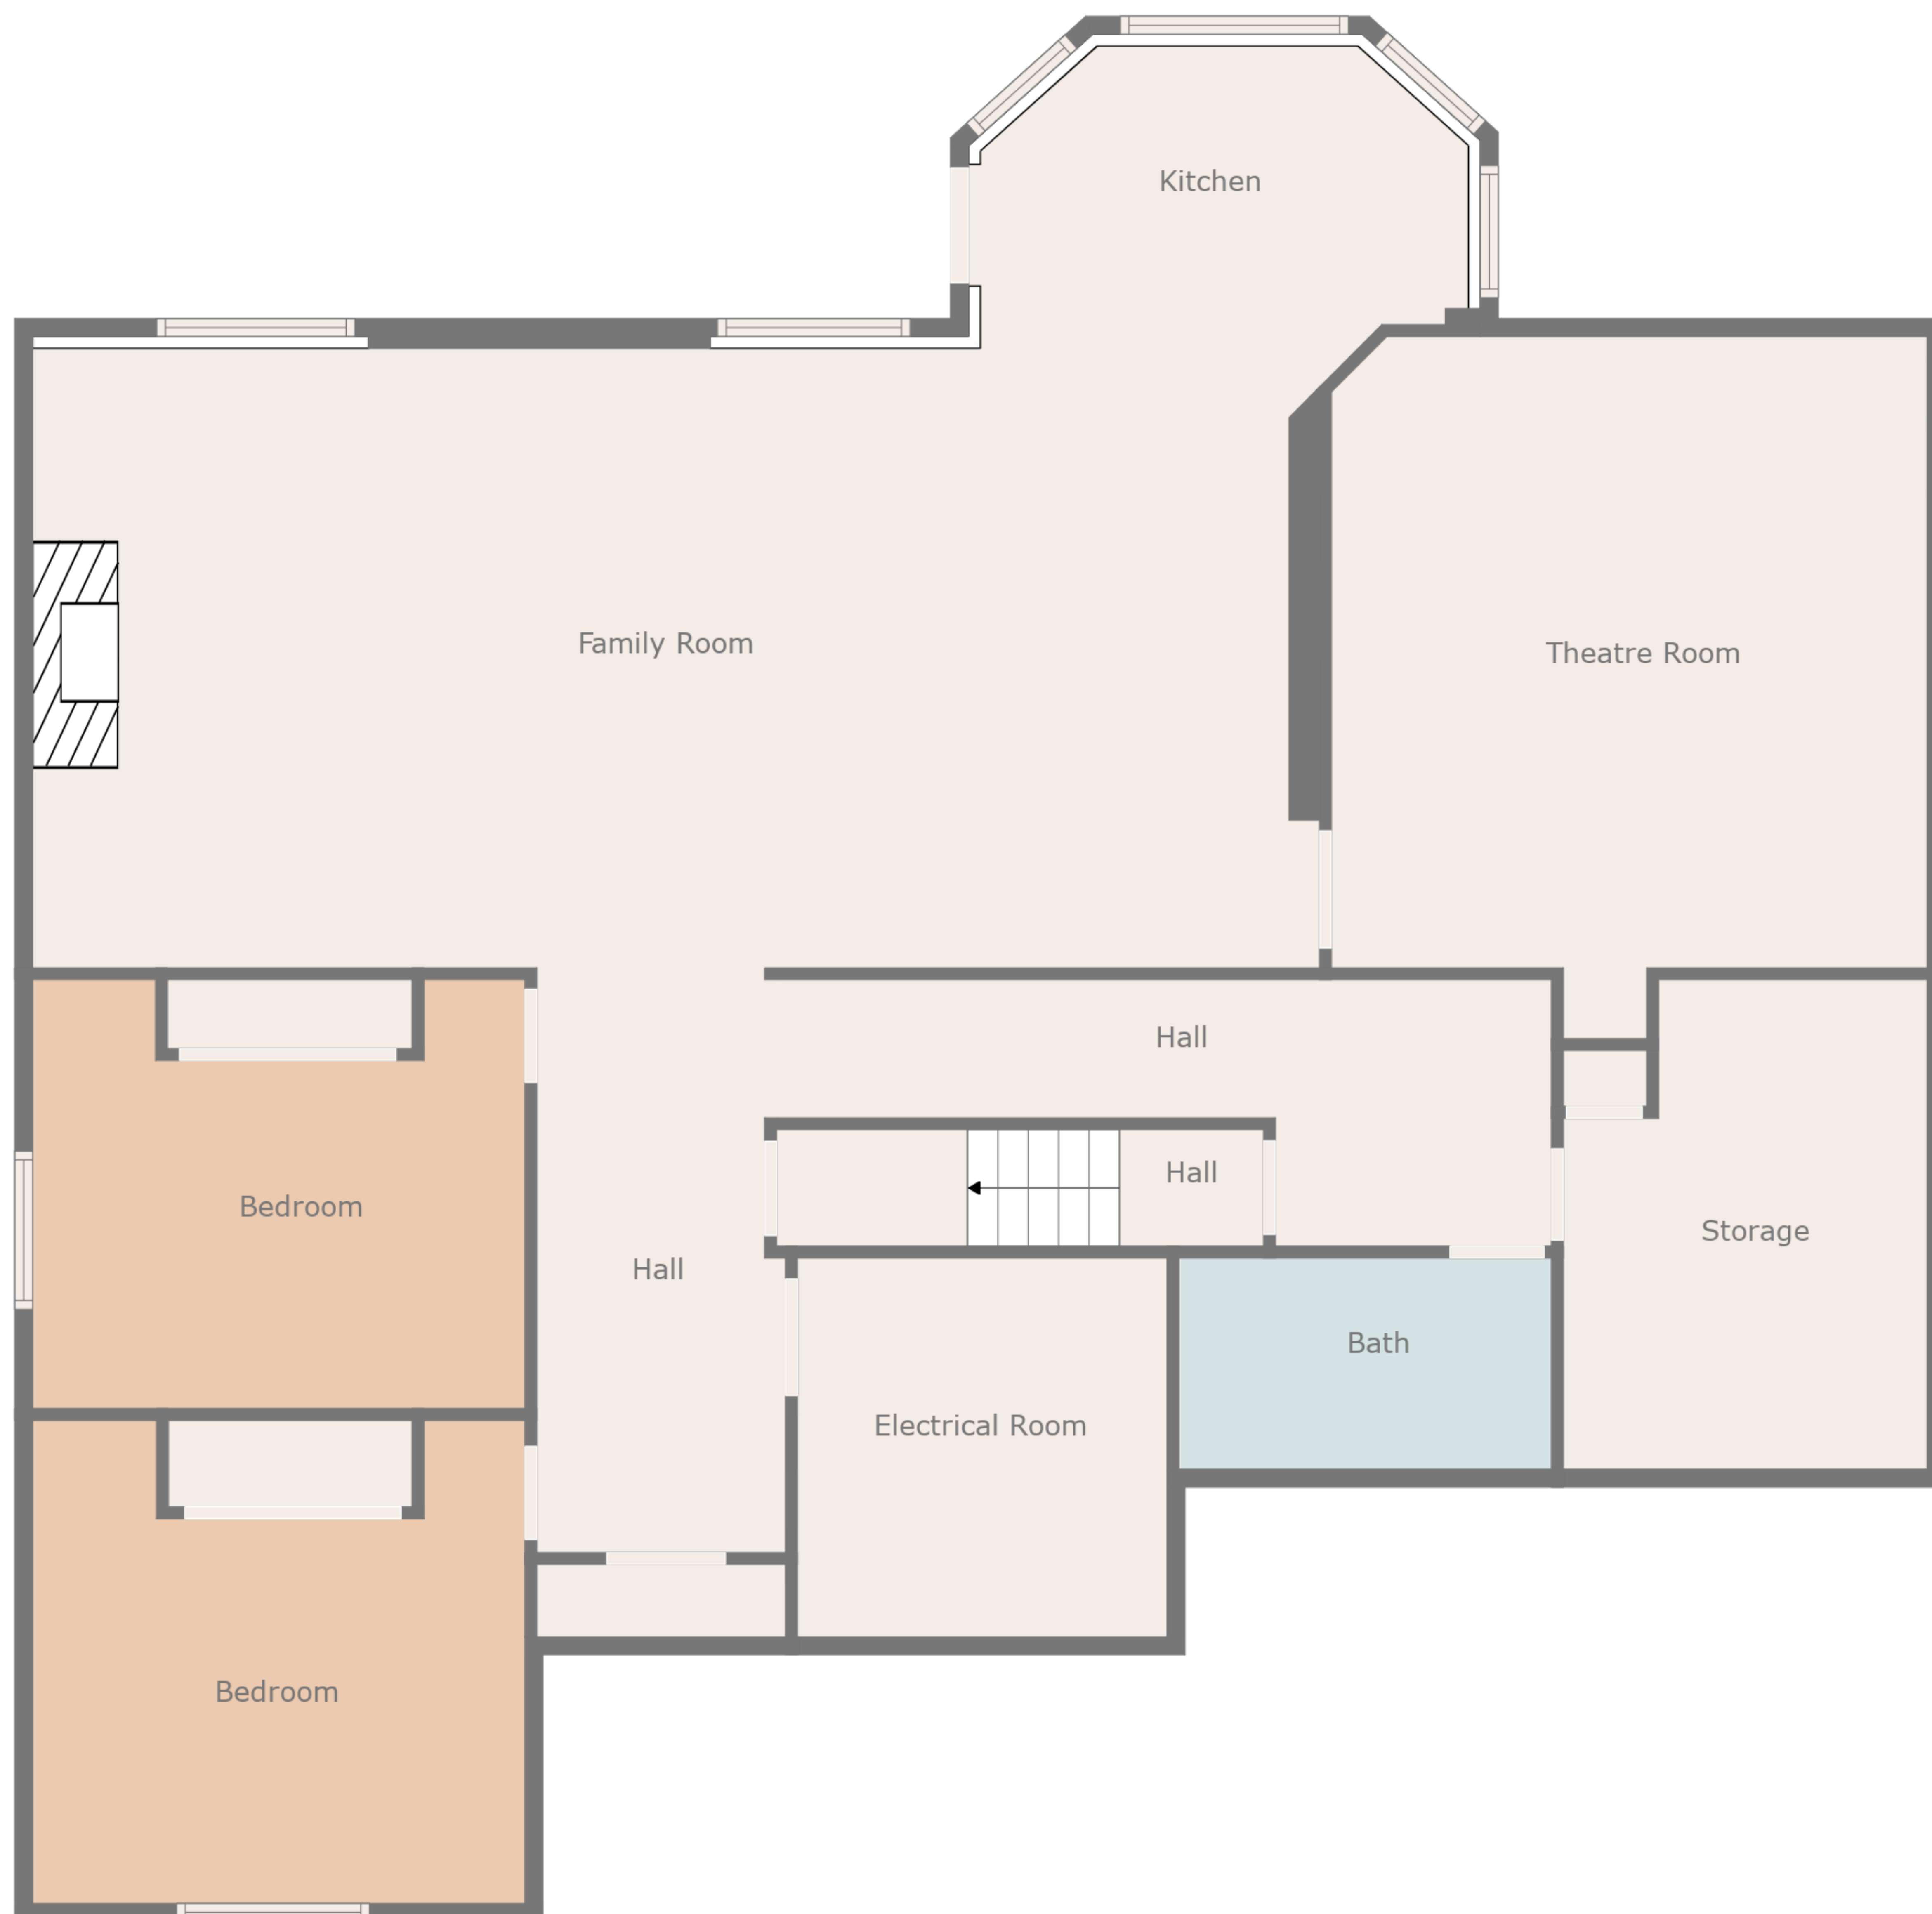 Kitchen
Family Room
Theatre Room
Hall
Hall
Bedroom
Storage
Hall
Bath
Electrical Room
Bedroom